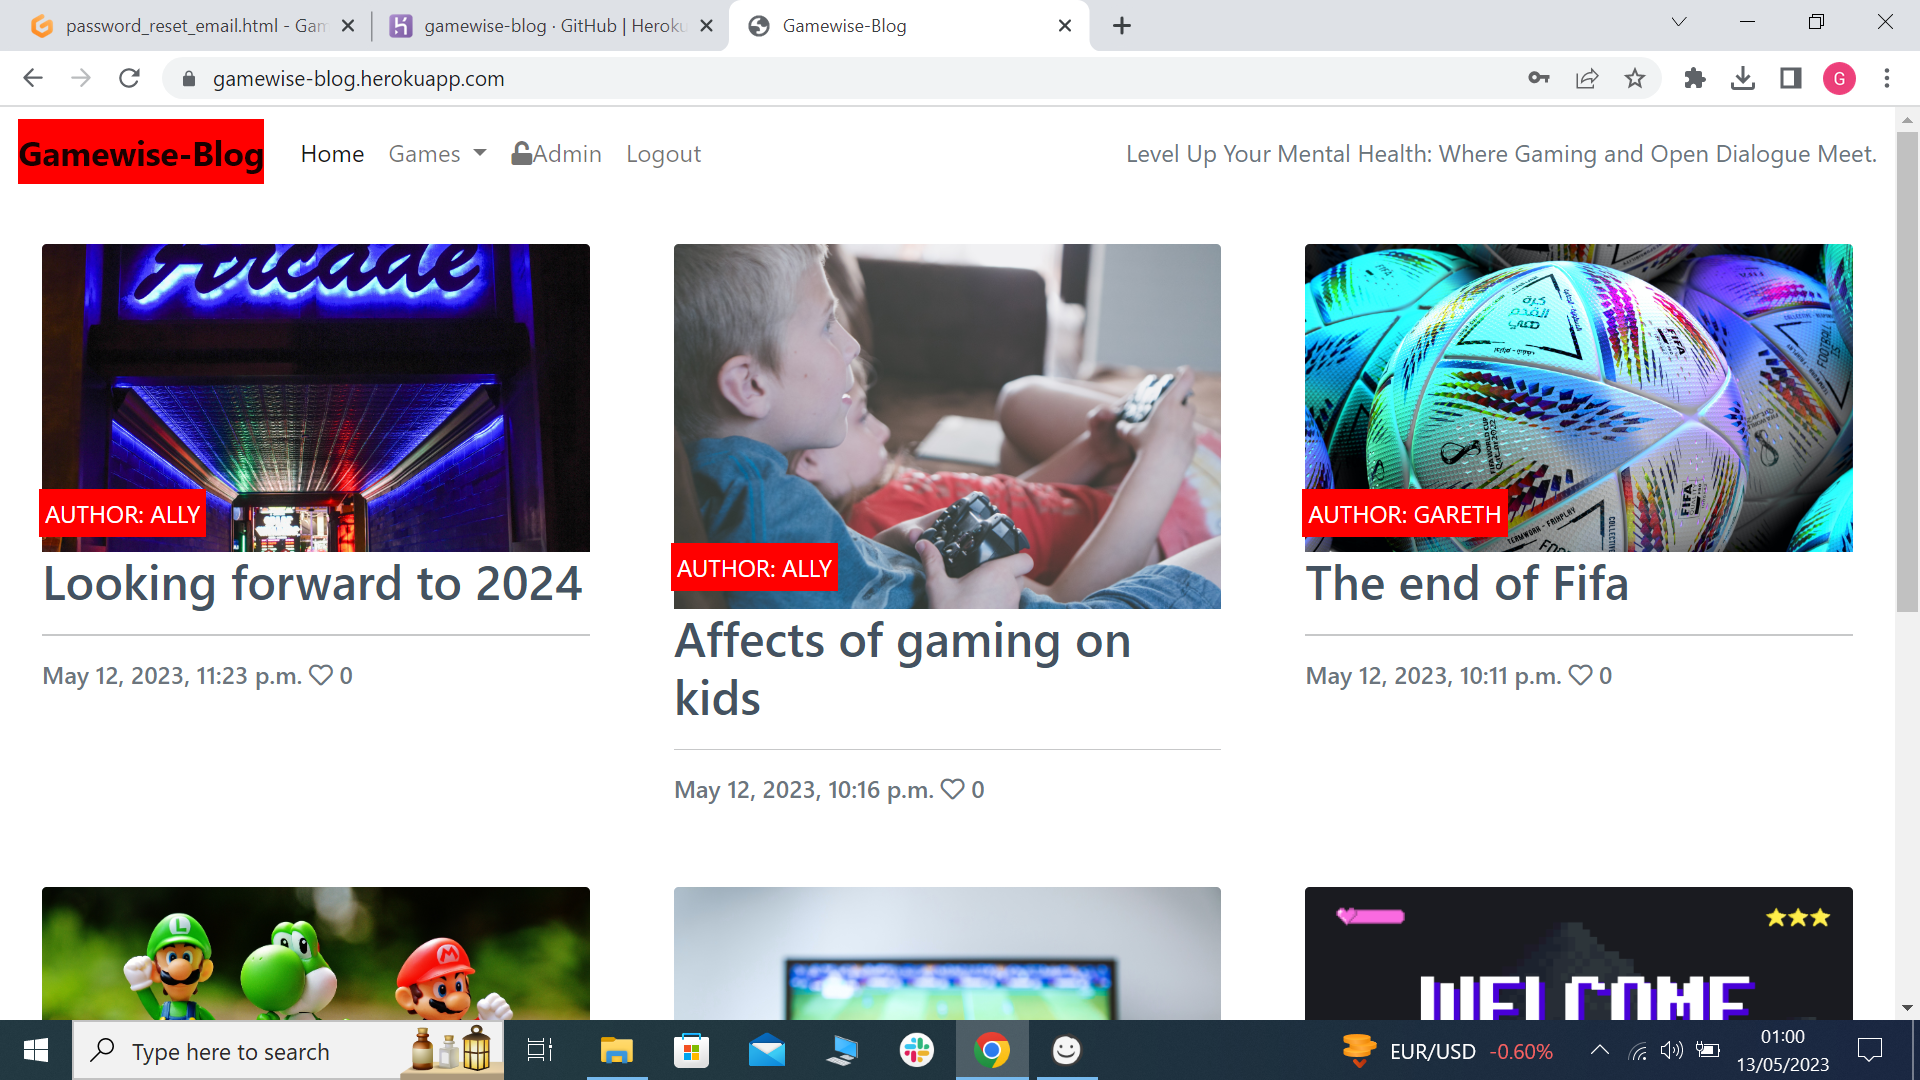 password_reset_email.html - Gam
gamewise-blog · GitHub | Heroku
Gamewise-Blog
gamewise-blog.herokuapp.com
G
Gamewise-Blog
Home
Games
Admin
Logout
Level Up Your Mental Health: Where Gaming and Open Dialogue Meet.
Arcade
AUTHOR: ALLY
Looking forward to 2024
May 12, 2023, 11:23 p.m. 0
AUTHOR: ALLY
Affects of gaming on
kids
May 12, 2023, 10:16 p.m. 0
FIFA
TEAMWORK - FAIRPLAY
AUTHOR: GARETH
The end of Fifa
May 12, 2023, 10:11 p.m. 0
L
M
WELCOME
Type here to search
EUR/USD -0.60%
01:00
13/05/2023